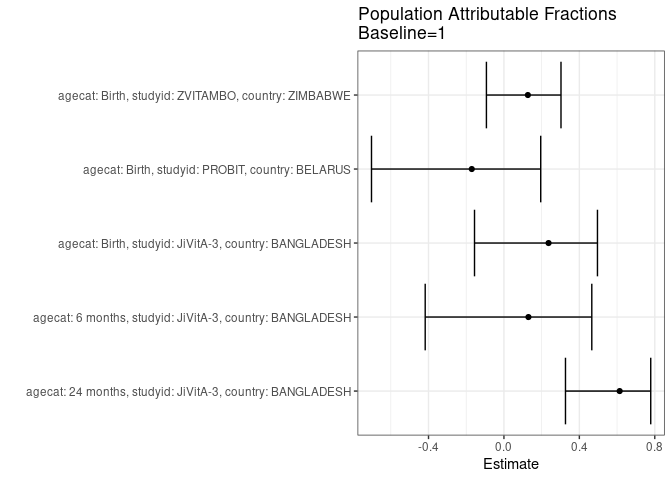 Population Attributable Fractions
Baseline=1
agecat: Birth, studyid: ZVITAMBO, country: ZIMBABWE
agecat: Birth, studyid: PROBIT, country: BELARUS
agecat: Birth, studyid: JiVitA-3, country: BANGLADESH
agecat: 6 months, studyid: JiVitA-3, country: BANGLADESH
agecat: 24 months, studyid: JiVitA-3, country: BANGLADESH
-0.4 0.0 0.4 0.8
Estimate